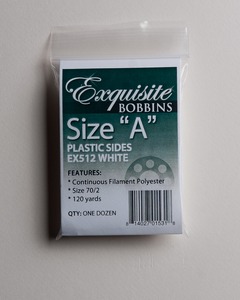 Exquisite
BOBBINS
Size "A"
PLASTIC SIDES
EX512 WHITE
FEATURES:
* Continuous Filament Polyester
* Size 70/2
* 120 yards
QTY: ONE DOZEN